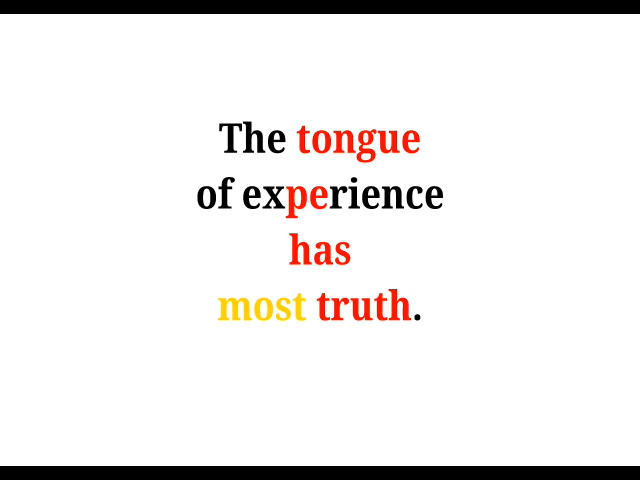 The tongue
of experience
has
most truth.